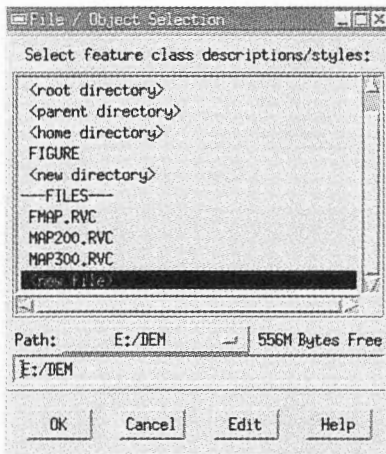 File / Object Selection
Select feature class descriptions/styles:
<root directory>
<parent directory>
<home directory>
FIGURE
<new directory>
---FILES---
FMAP.RVC
MAP200.RVC
MAP300.RVC
<new file>
Path: E:/DEM 556M Bytes Free
E:/DEM
OK Cancel Edit Help